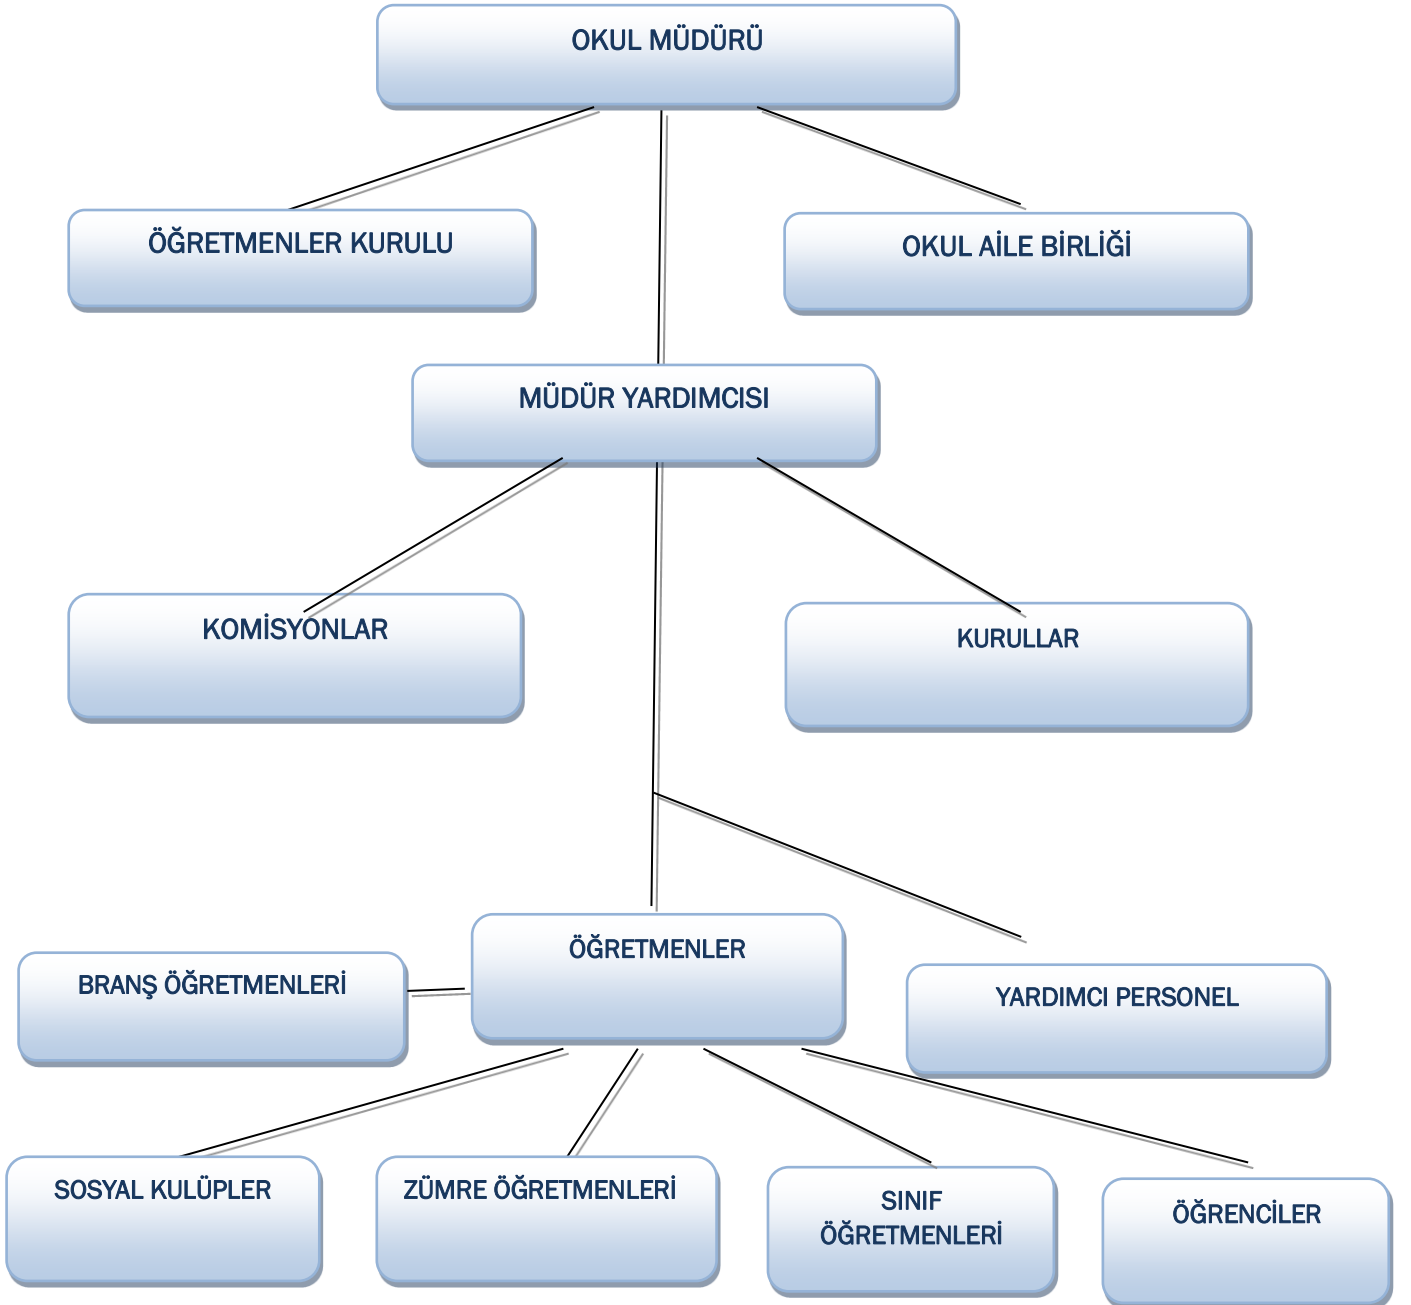 OKUL MÜDÜRÜ
ÖĞRETMENLER KURULU
OKUL AİLE BİRLİĞİ
MÜDÜR YARDIMCISI
KOMİSYONLAR
KURULLAR
ÖĞRETMENLER
BRANŞ ÖĞRETMENLERİ
YARDIMCI PERSONEL
SOSYAL KULÜPLER
ZÜMRE ÖĞRETMENLERİ
SINIF
ÖĞRETMENLERİ
ÖĞRENCİLER